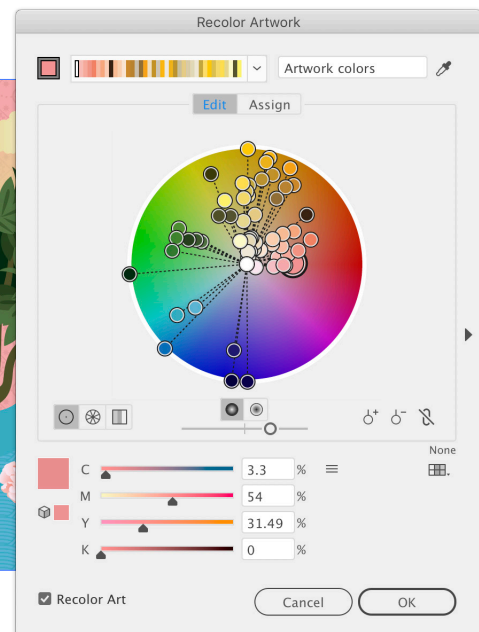 Recolor Artwork
Artwork colors
Edit Assign
None
C 3.3 %
M 54 %
Y 31.49 %
K 0 %
Recolor Art Cancel OK